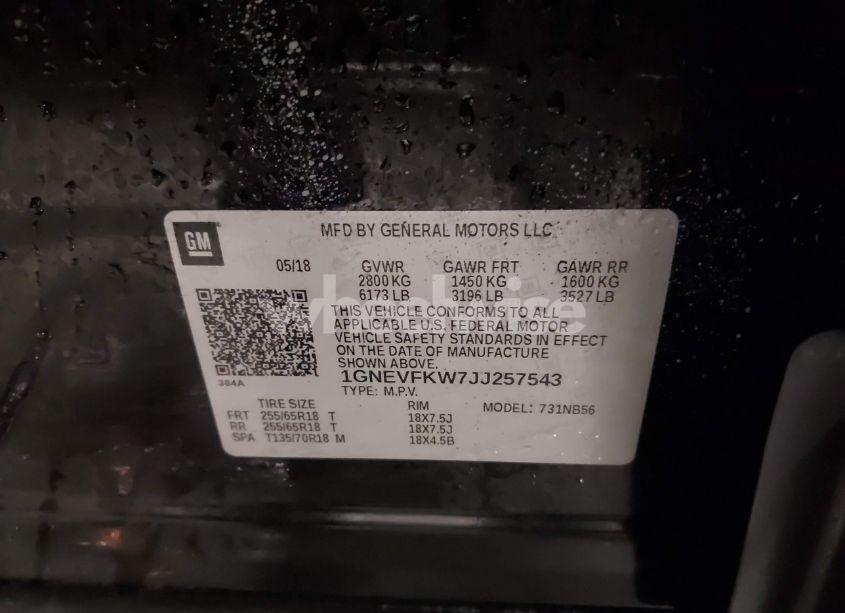 GM
MFD BY GENERAL MOTORS LLC
05/18 GVWR GAWR FRT GAWR RR
2800 KG 1450 KG 1600 KG
6173 LB 3196 LB 3527 LB
THIS VEHICLE CONFORMS TO ALL
APPLICABLE U.S. FEDERAL MOTOR
VEHICLE SAFETY STANDARDS IN EFFECT
ON THE DATE OF MANUFACTURE
SHOWN ABOVE.
384A
1GNEVFKW7JJ257543
TYPE: M.P.V.
TIRE SIZE RIM MODEL: 731NB56
FRT 255/65R18 T 18X7.5J
RR 255/65R18 T 18X7.5J
SPA T135/70R18 M 18X4.5B